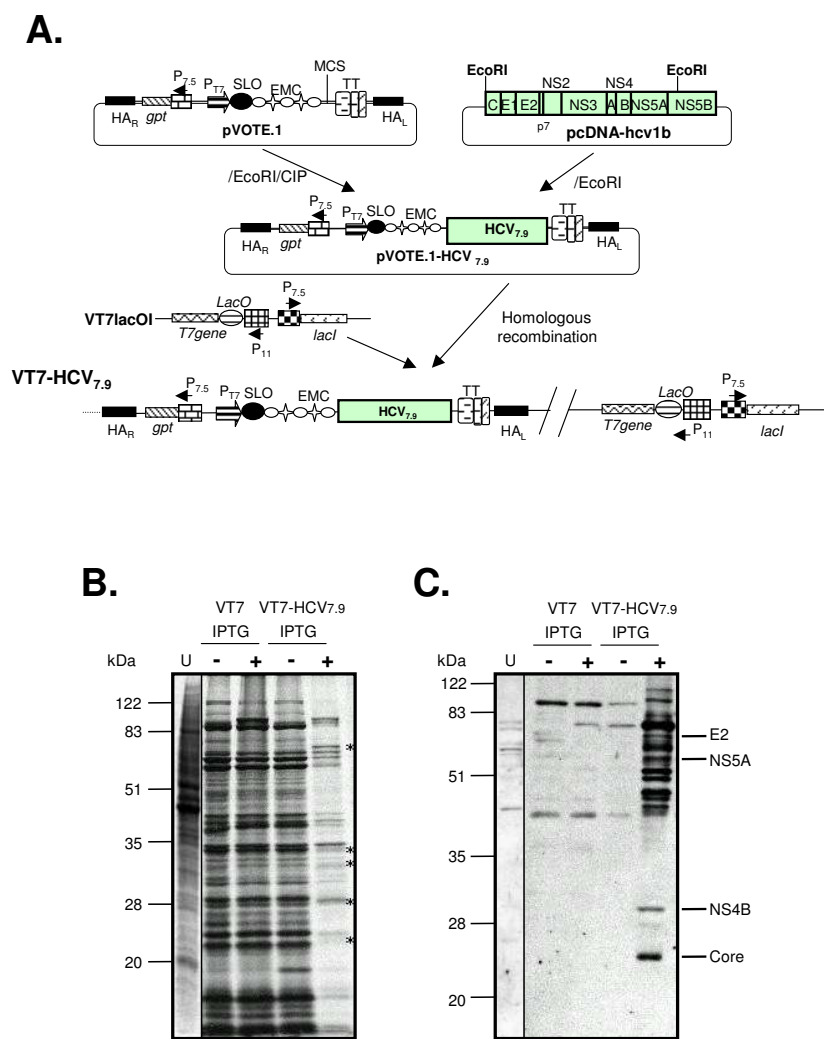 A.
P7.5 PT7 SLO EMC MCS TT
HAR gpt HAL
pVOTE.1
EcoRI NS2 NS4 EcoRI
C E1 E2 NS3 A B NS5A NS5B
p7
pcDNA-hcv1b
/EcoRI/CIP
/EcoRI
P7.5 PT7 SLO EMC TT
HCV7.9
HAR gpt HAL
pVOTE.1-HCV 7.9
VT7lacOI
LacO P7.5
T7gene lacI
P11
Homologous
recombination
VT7-HCV7.9
P7.5 PT7 SLO EMC TT LacO P7.5
HCV7.9
HAR gpt HAL T7gene P11 lacI
B.
VT7 VT7-HCV7.9
IPTG IPTG
kDa U - + - +
122
83
*
51
35
*
*
28
*
*
20
C.
VT7 VT7-HCV7.9
IPTG IPTG
kDa U - + - +
122
83
E2
NS5A
51
35
NS4B
28
Core
20